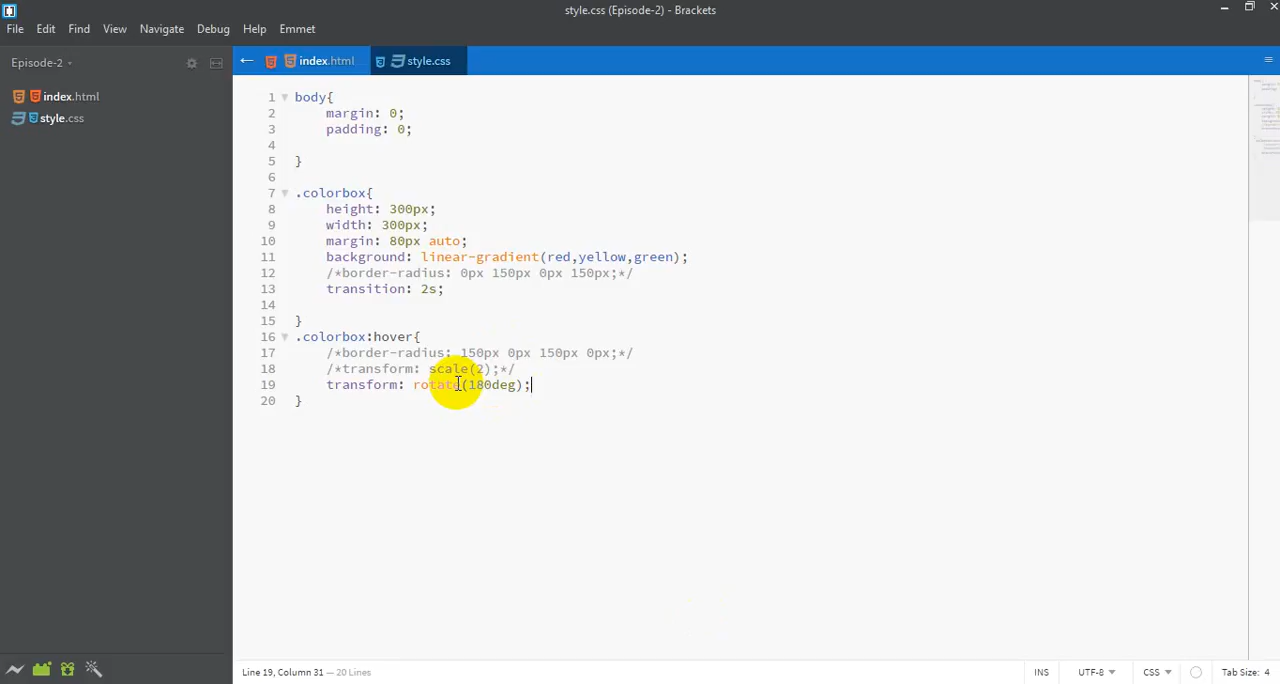 style.css (Episode-2) - Brackets
File Edit Find View Navigate Debug Help Emmet
Episode-2
index.html
style.css
index.html style.css
1 body{
2 margin: 0;
3 padding: 0;
4
5 }
6
7 .colorbox{
8 height: 300px;
9 width: 300px;
10 margin: 80px auto;
11 background: linear-gradient(red,yellow,green);
12 /*border-radius: 0px 150px 0px 150px;*/
13 transition: 2s;
14
15 }
16 .colorbox:hover{
17 /*border-radius: 150px 0px 150px 0px;*/
18 /*transform: scale(2);*/
19 transform: rotate(180deg);
20 }
Line 19, Column 31 — 20 Lines INS UTF-8 CSS Tab Size: 4